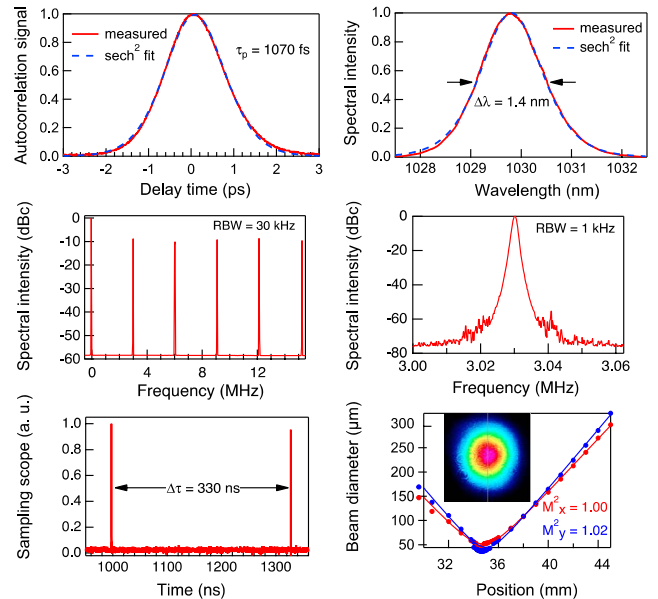 Autocorrelation signal
1.0
0.8
0.6
0.4
0.2
0.0
measured
sech² fit
τp = 1070 fs
-3 -2 -1 0 1 2 3
Delay time (ps)
Spectral intensity
1.0
0.8
0.6
0.4
0.2
0.0
measured
sech² fit
Δλ = 1.4 nm
1028 1029 1030 1031 1032
Wavelength (nm)
Spectral intensity (dBc)
0
-10
-20
-30
-40
-50
-60
RBW = 30 kHz
0 4 8 12
Frequency (MHz)
Spectral intensity (dBc)
0
-20
-40
-60
-80
RBW = 1 kHz
3.00 3.02 3.04 3.06
Frequency (MHz)
Sampling scope (a. u.)
1.0
0.8
0.6
0.4
0.2
0.0
Δτ = 330 ns
1000 1100 1200 1300
Time (ns)
Beam diameter (μm)
300
250
200
150
100
50
M²x = 1.00
M²y = 1.02
32 36 40 44
Position (mm)